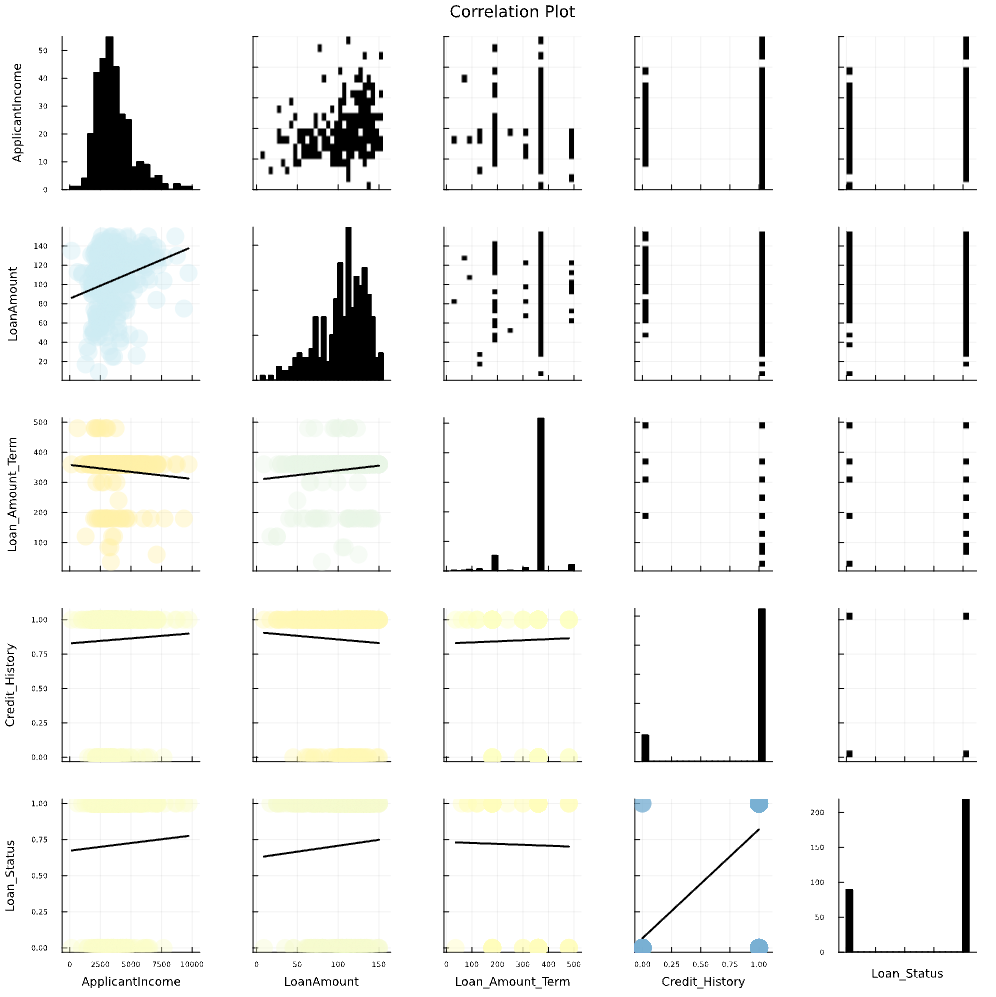 Correlation Plot
ApplicantIncome
50
40
30
20
10
0
LoanAmount
140
120
100
80
60
40
20
Loan_Amount_Term
500
400
300
200
100
Credit_History
1.00
0.75
0.50
0.25
0.00
Loan_Status
1.00
0.75
0.50
0.25
0.00
200
150
100
50
0
0 2500 5000 7500 10000
0 50 100 150
0 100 200 300 400 500
0.00 0.25 0.50 0.75 1.00
ApplicantIncome
LoanAmount
Loan_Amount_Term
Credit_History
Loan_Status